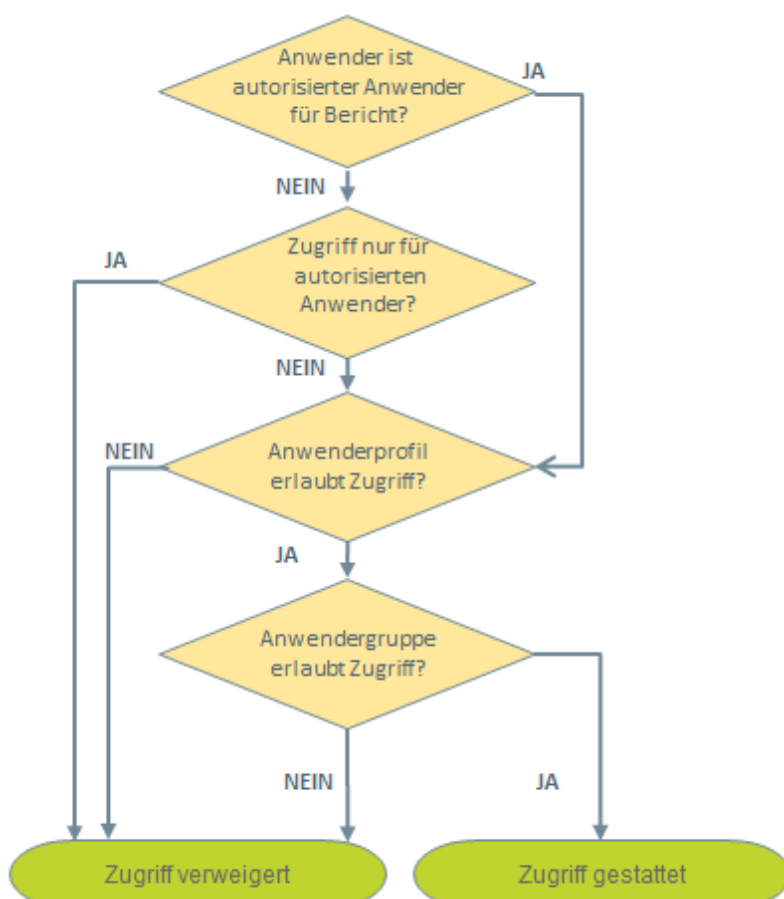 Anwender ist
autorisierter Anwender
für Bericht?
JA
NEIN
Zugriff nur für
autorisierten
Anwender?
JA
NEIN
Anwenderprofil
erlaubt Zugriff?
NEIN
JA
Anwendergruppe
erlaubt Zugriff?
NEIN
JA
Zugriff verweigert
Zugriff gestattet